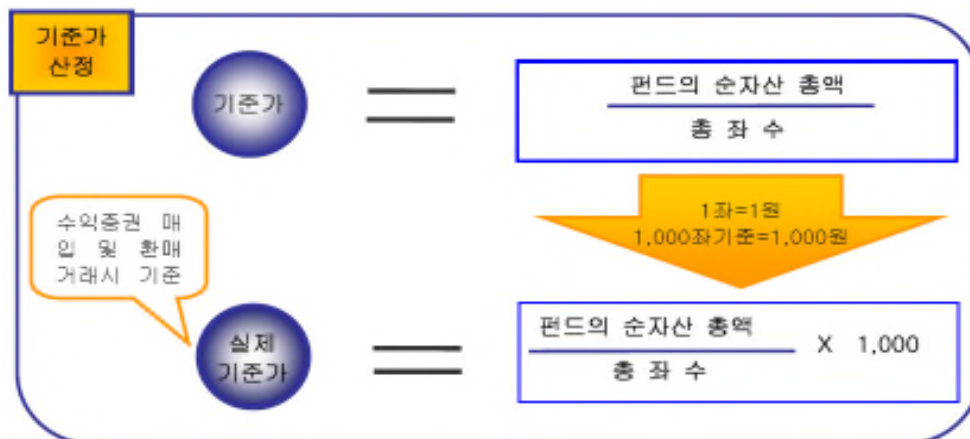 기준가
산정
기준가
펀드의 순자산 총액
총 좌 수
1좌=1원
1,000좌기준=1,000원
수익증권 매
입 및 환매
거래시 기준
실제
기준가
펀드의 순자산 총액
총 좌 수
X 1,000